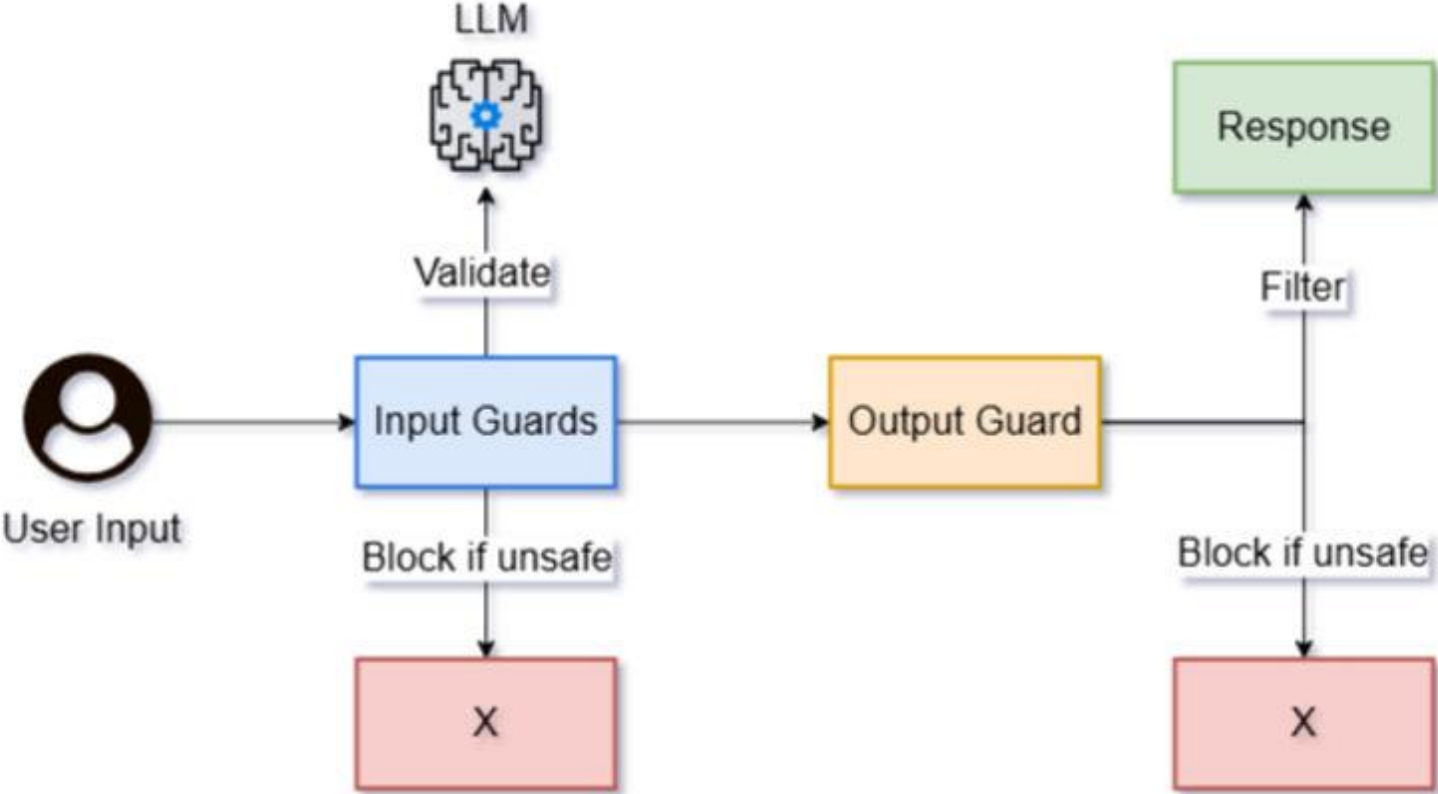 LLM
Response
Validate
Filter
Input Guards
Output Guard
User Input
Block if unsafe
Block if unsafe
X
X